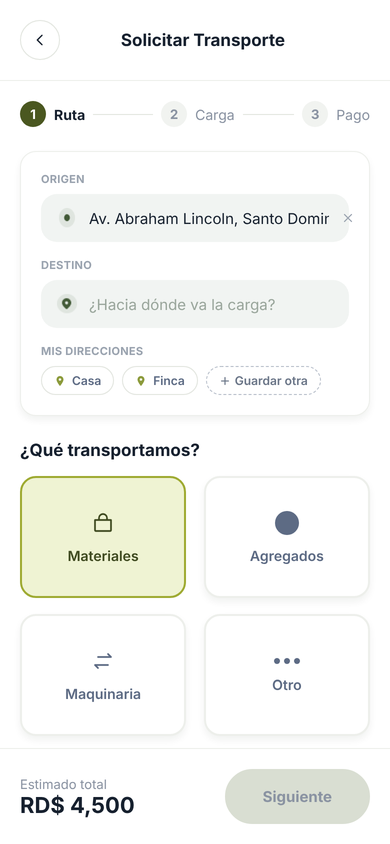 Solicitar Transporte
1 Ruta 2 Carga 3 Pago
ORIGEN
Av. Abraham Lincoln, Santo Domir
DESTINO
¿Hacia dónde va la carga?
MIS DIRECCIONES
Casa Finca + Guardar otra
¿Qué transportamos?
Materiales Agregados
Maquinaria Otro
Estimado total
RD$ 4,500
Siguiente